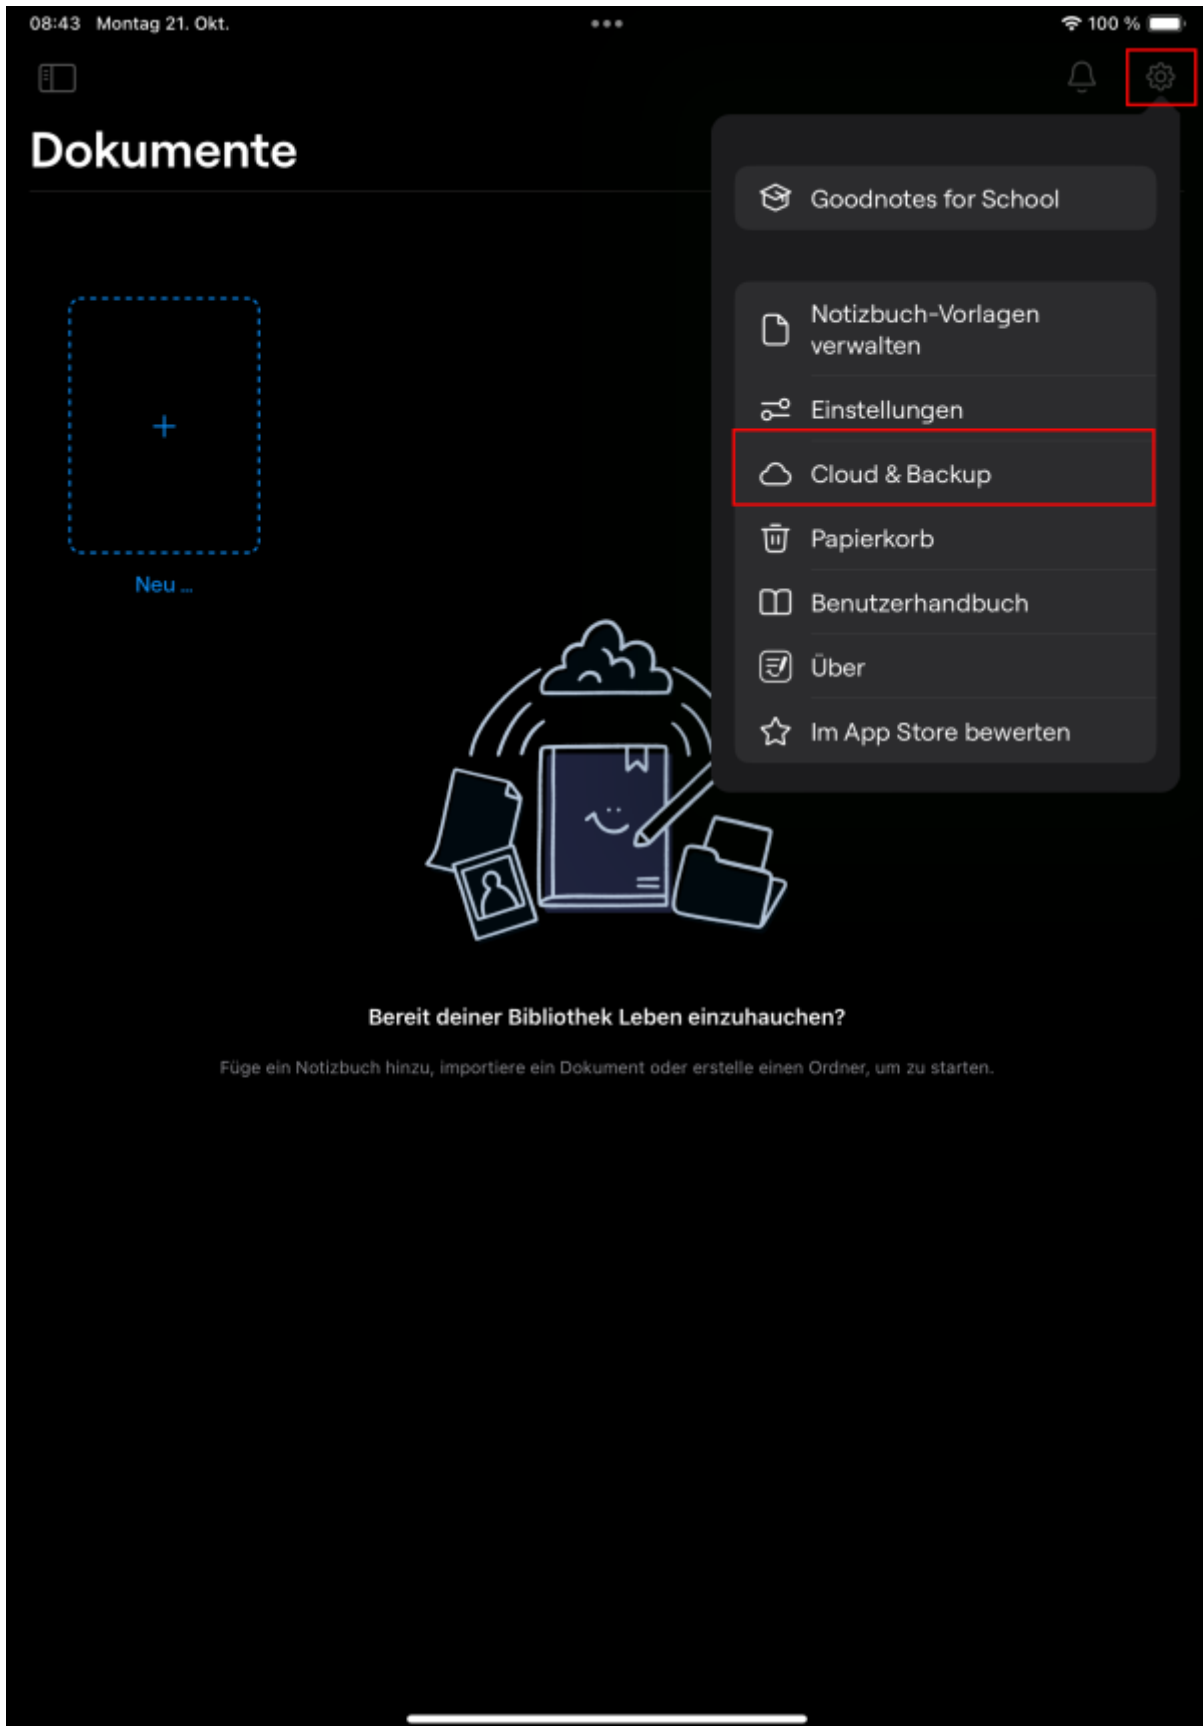 08:43 Montag 21. Okt.
100 %
Dokumente
Goodnotes for School
Notizbuch-Vorlagen
verwalten
Einstellungen
Cloud & Backup
Papierkorb
Benutzerhandbuch
Über
Im App Store bewerten
Neu ...
Bereit deiner Bibliothek Leben einzuhauchen?
Füge ein Notizbuch hinzu, importiere ein Dokument oder erstelle einen Ordner, um zu starten.